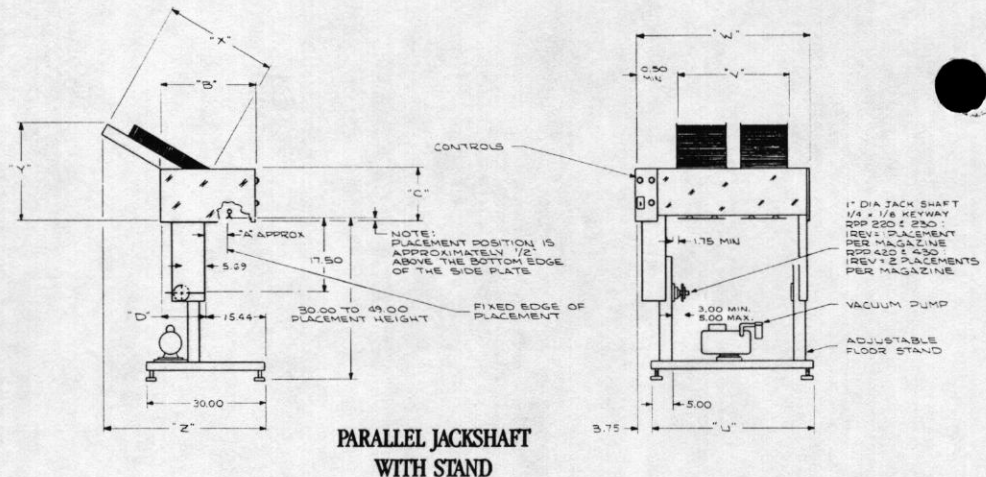 "X"
"B"
"Y"
"C"
"A" APPROX
NOTE:
PLACEMENT POSITION IS
APPROXIMATELY 1/2"
ABOVE THE BOTTOM EDGE
OF THE SIDE PLATE
17.50
5.69
"D"
15.44
30.00 TO 49.00
PLACEMENT HEIGHT
FIXED EDGE OF
PLACEMENT
30.00
"Z"
"W"
0.50
MIN
"V"
CONTROLS
1.75 MIN
1" DIA JACK SHAFT
1/4 x 1/8 KEYWAY
RPP 220 & 230 :
1REV=1 PLACEMENT
PER MAGAZINE
RPP 420 & 430
1REV=2 PLACEMENTS
PER MAGAZINE
3.00 MIN.
5.00 MAX.
VACUUM PUMP
ADJUSTABLE
FLOOR STAND
5.00
3.75
"U"
PARALLEL JACKSHAFT
WITH STAND